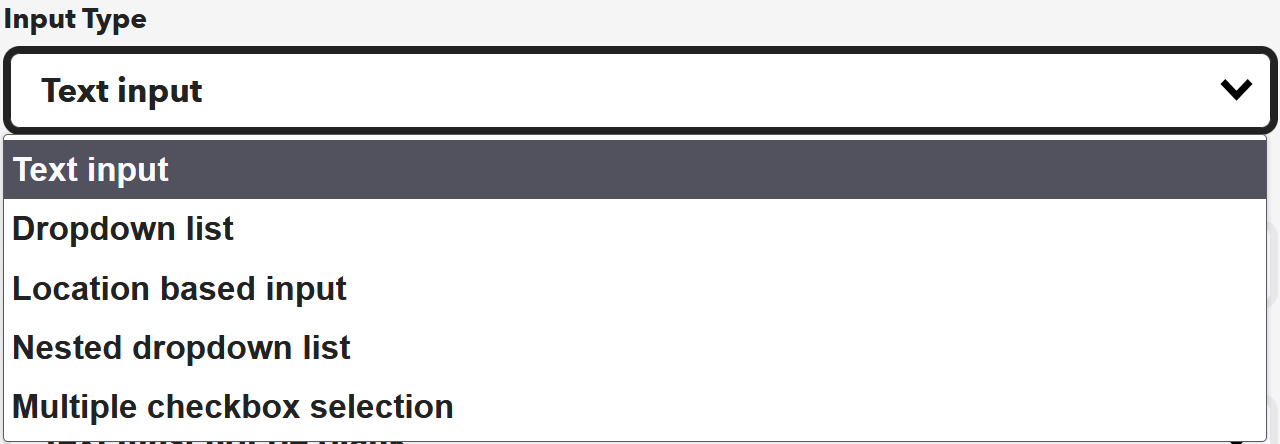 Input Type
Text input
Text input
Dropdown list
Location based input
Nested dropdown list
Multiple checkbox selection